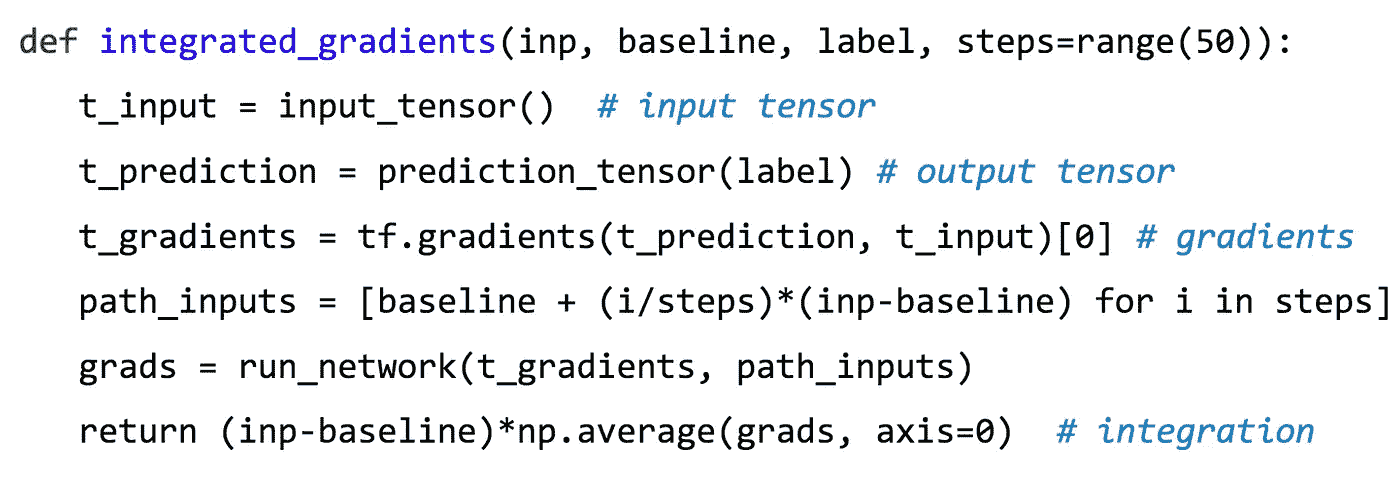 def integrated_gradients(inp, baseline, label, steps=range(50)):
t_input = input_tensor() # input tensor
t_prediction = prediction_tensor(label) # output tensor
t_gradients = tf.gradients(t_prediction, t_input)[0] # gradients
path_inputs = [baseline + (i/steps)*(inp-baseline) for i in steps]
grads = run_network(t_gradients, path_inputs)
return (inp-baseline)*np.average(grads, axis=0) # integration